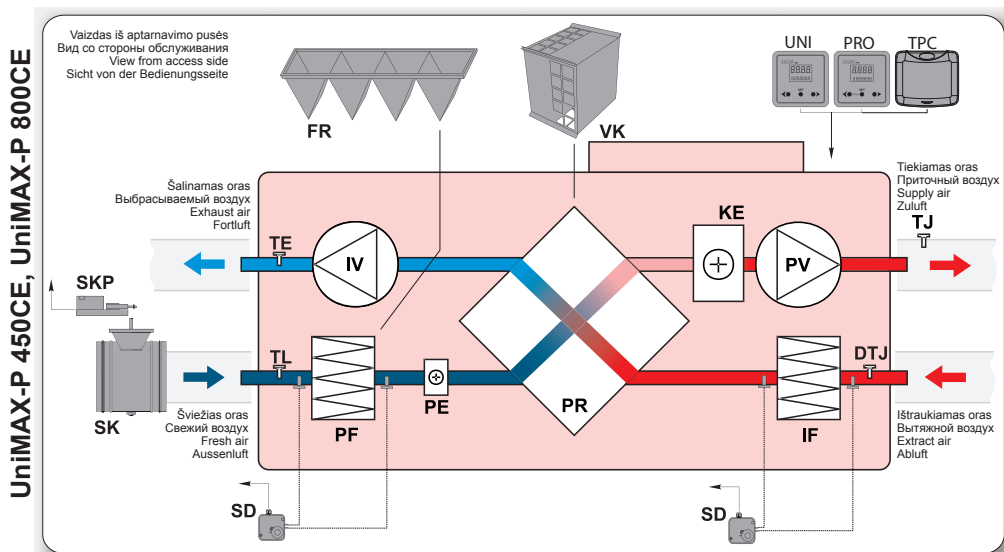 UniMAX-P 450CE, UniMAX-P 800CE
Vaizdas iš aptarnavimo pusės
Вид со стороны обслуживания
View from access side
Sicht von der Bedienungsseite
FR
VK
UNI
PRO
TPC
Šalinamas oras
Выбрасываемый воздух
Exhaust air
Fortluft
Tiekiamas oras
Приточный воздух
Supply air
Zuluft
TJ
TE
IV
KE
PV
SKP
SK
TL
PF
PE
PR
IF
DTJ
Šviežias oras
Свежий воздух
Fresh air
Aussenluft
Ištraukiamas oras
Вытяжной воздух
Extract air
Abluft
SD
SD